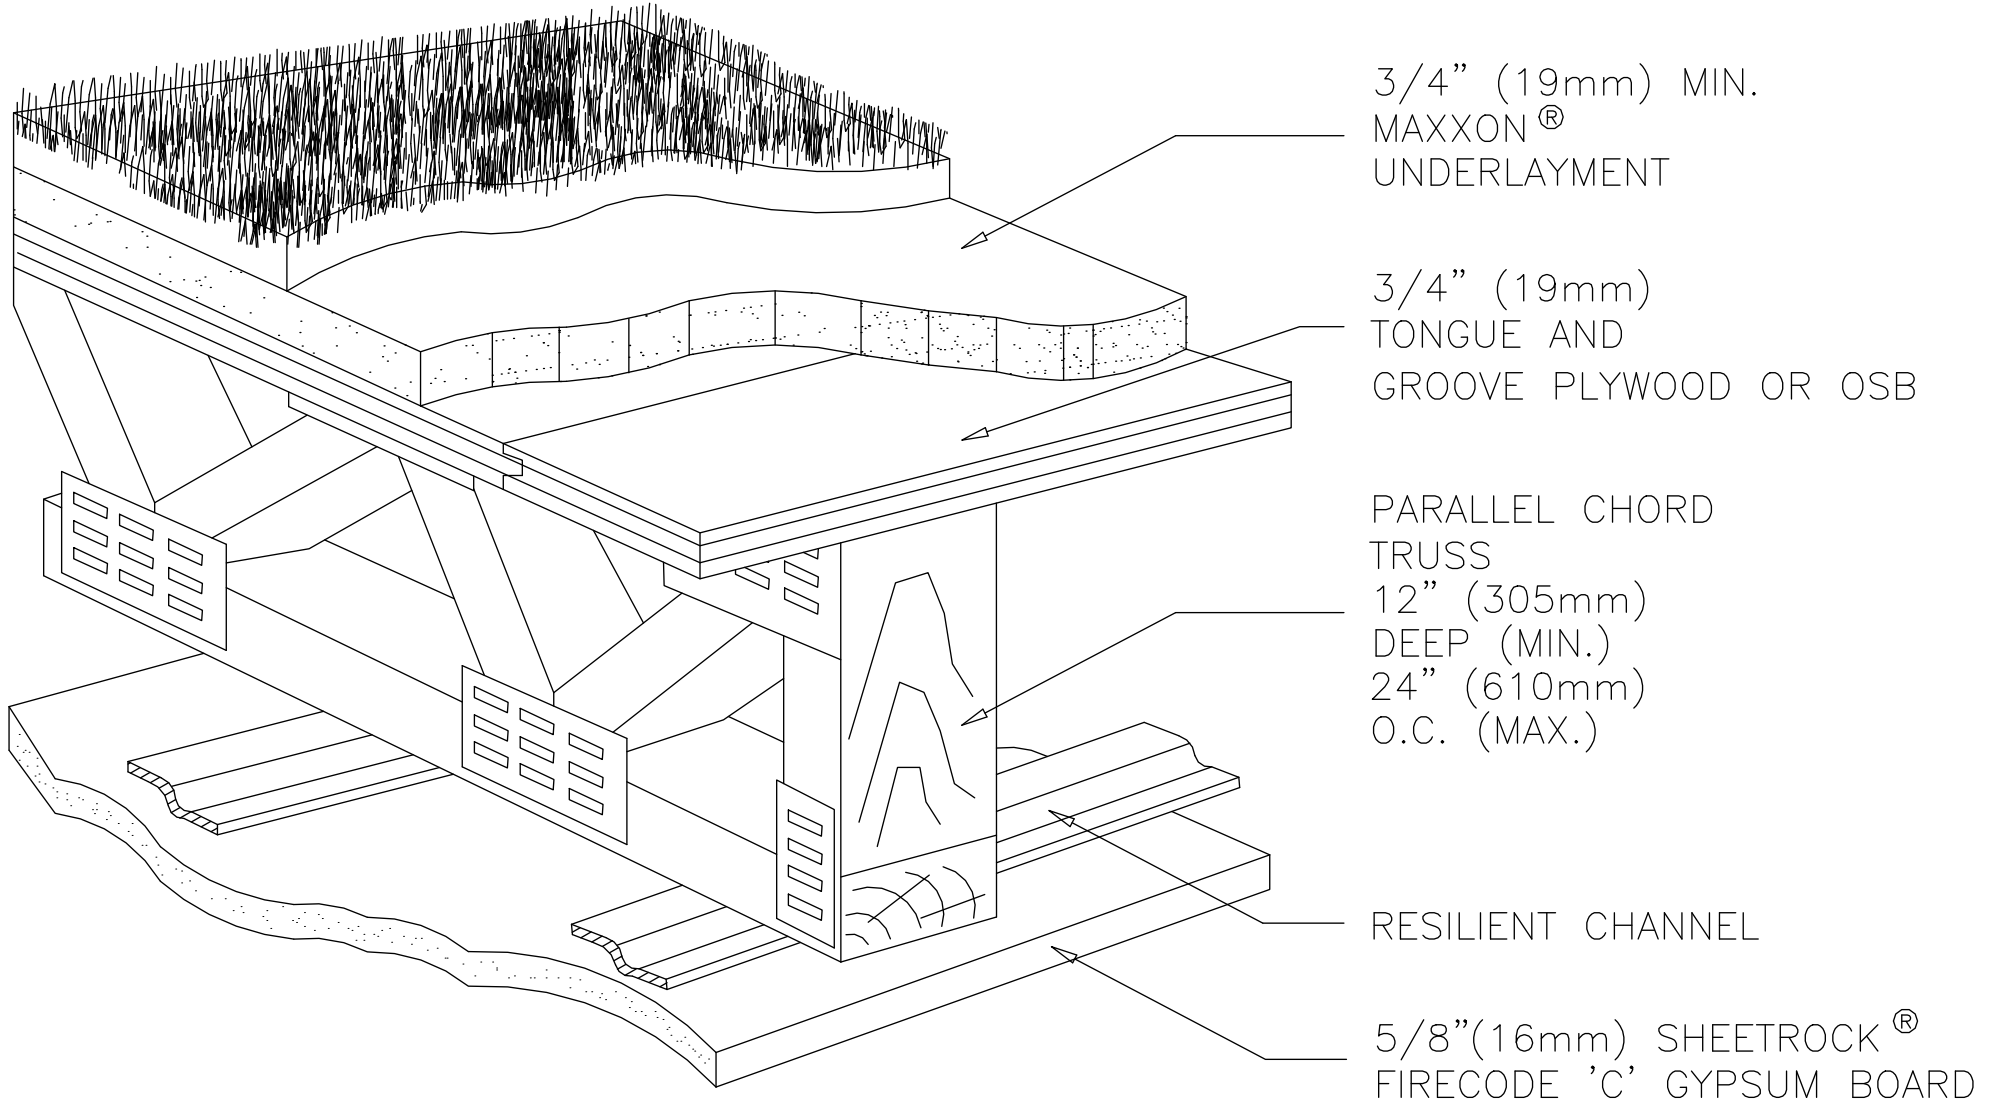 3/4” (19mm) MIN.
MAXXON®
UNDERLAYMENT
3/4” (19mm)
TONGUE AND
GROOVE PLYWOOD OR OSB
PARALLEL CHORD
TRUSS
12” (305mm)
DEEP (MIN.)
24” (610mm)
O.C. (MAX.)
RESILIENT CHANNEL
5/8”(16mm) SHEETROCK®
FIRECODE 'C' GYPSUM BOARD